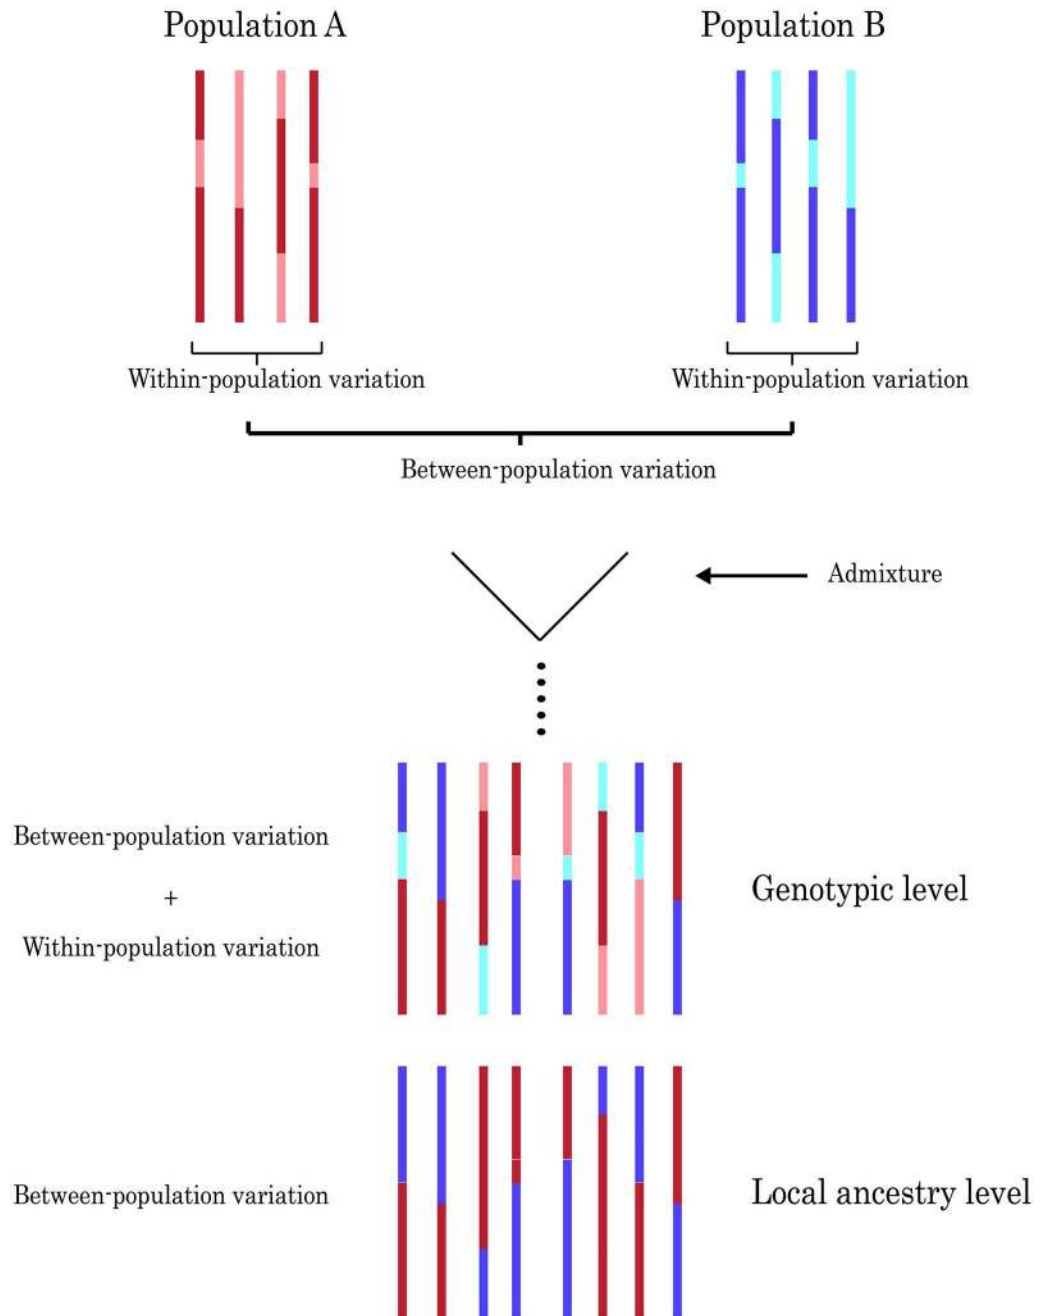 Population A
Population B
Within-population variation
Within-population variation
Between-population variation
Admixture
Between-population variation
+
Within-population variation
Genotypic level
Between-population variation
Local ancestry level